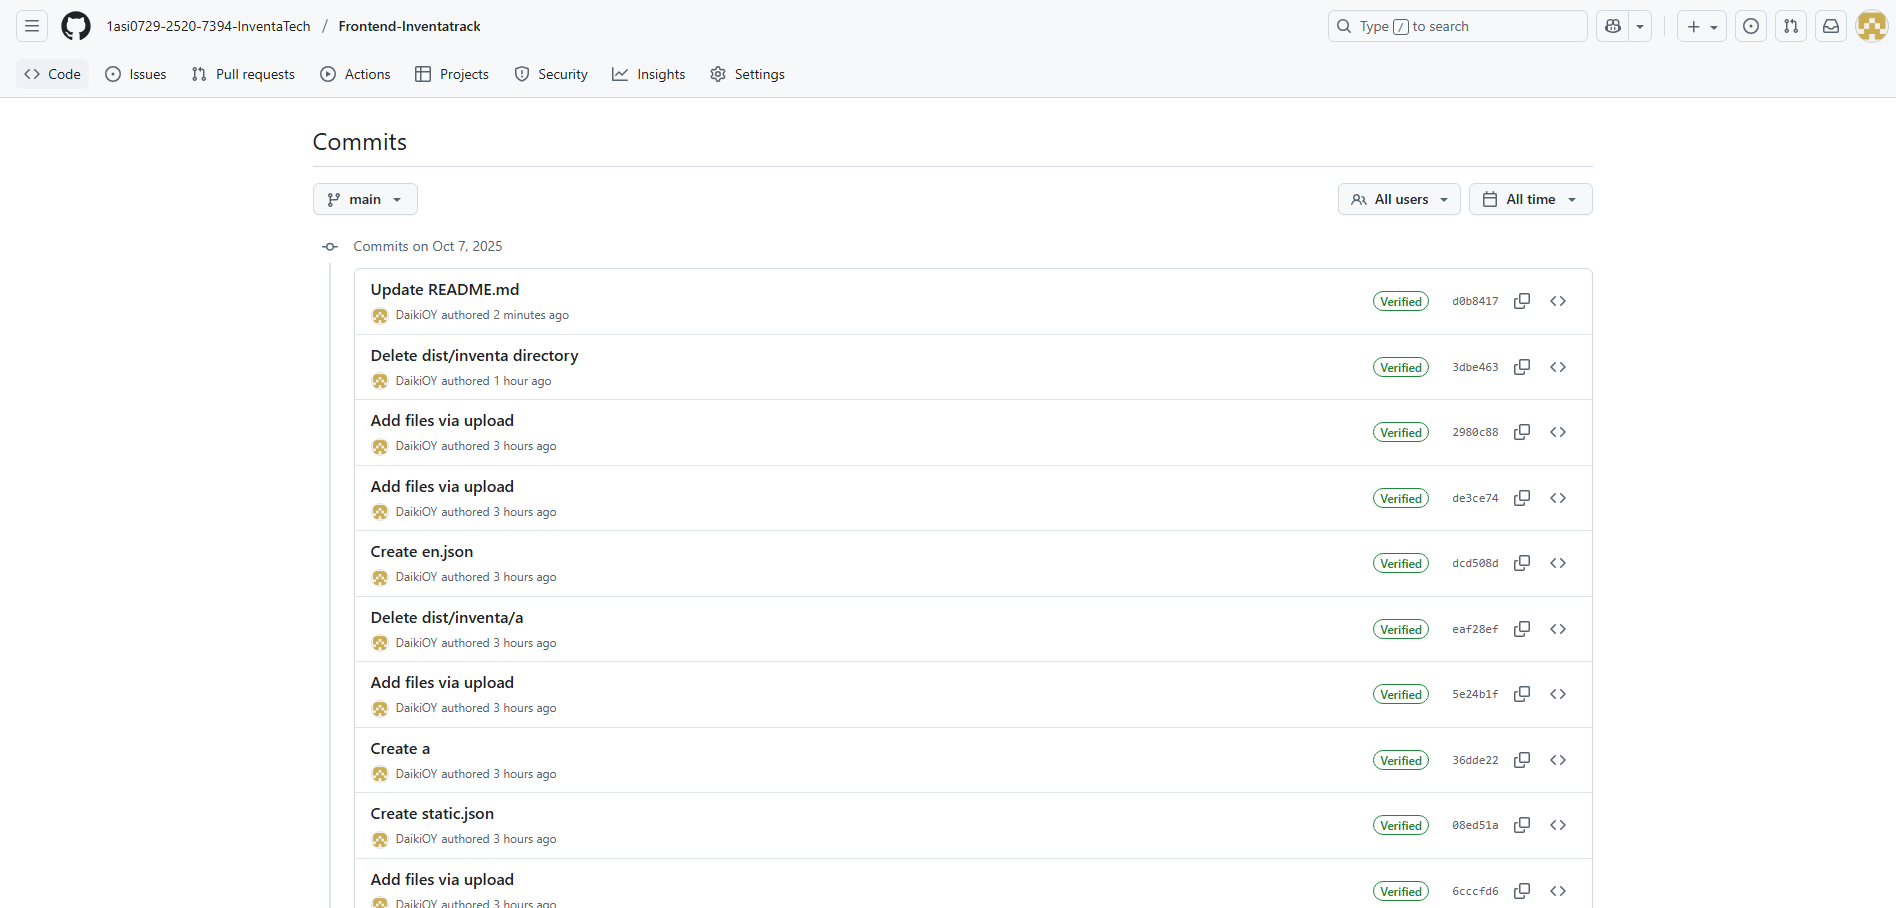 1asi0729-2520-7394-InventaTech / Frontend-Inventatrack
Type / to search
Code Issues Pull requests Actions Projects Security Insights Settings
Commits
main All users All time
Commits on Oct 7, 2025
Update README.md
DaikiOY authored 2 minutes ago
Verified d0b8417
Delete dist/inventa directory
DaikiOY authored 1 hour ago
Verified 3dbe463
Add files via upload
DaikiOY authored 3 hours ago
Verified 2980c88
Add files via upload
DaikiOY authored 3 hours ago
Verified de3ce74
Create en.json
DaikiOY authored 3 hours ago
Verified dcd508d
Delete dist/inventa/a
DaikiOY authored 3 hours ago
Verified eaf28ef
Add files via upload
DaikiOY authored 3 hours ago
Verified 5e24b1f
Create a
DaikiOY authored 3 hours ago
Verified 36dde22
Create static.json
DaikiOY authored 3 hours ago
Verified 08ed51a
Add files via upload
DaikiOY authored 3 hours ago
Verified 6cccfd6